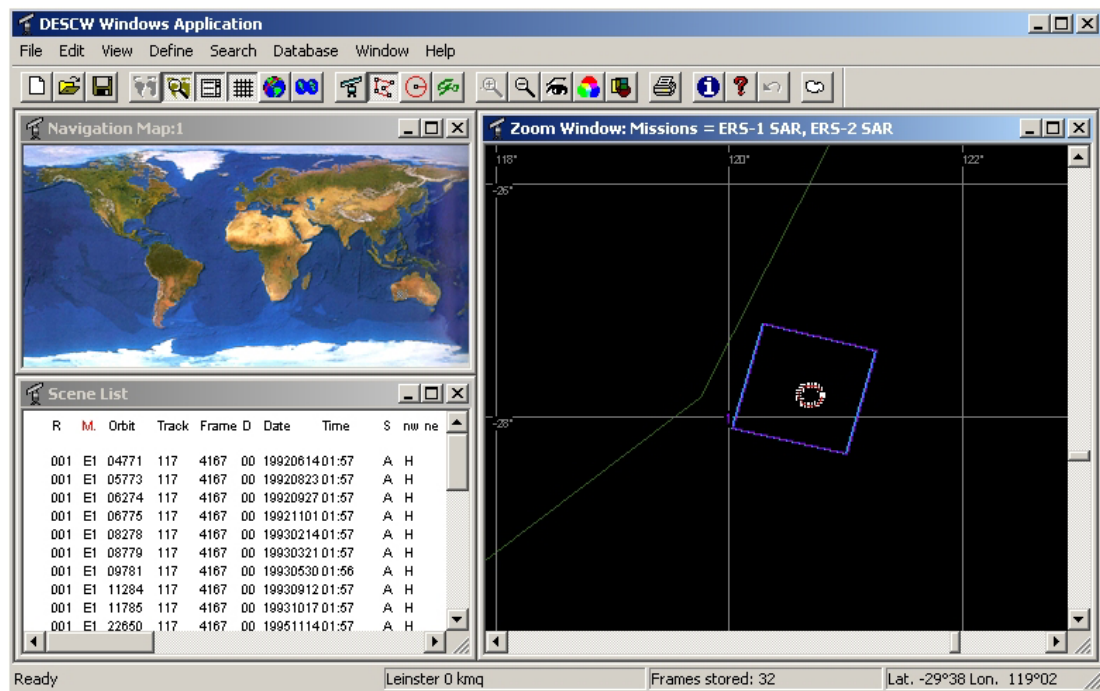 DESCW Windows Application
File Edit View Define Search Database Window Help
Navigation Map:1
Zoom Window: Missions = ERS-1 SAR, ERS-2 SAR
118° 120° 122°
-26°
-28°
Scene List
R M. Orbit Track Frame D Date Time S nw ne
001 E1 04771 117 4167 00 19920614 01:57 A H
001 E1 05773 117 4167 00 19920823 01:57 A H
001 E1 06274 117 4167 00 19920927 01:57 A H
001 E1 06775 117 4167 00 19921101 01:57 A H
001 E1 08278 117 4167 00 19930214 01:57 A H
001 E1 08779 117 4167 00 19930321 01:57 A H
001 E1 09781 117 4167 00 19930530 01:56 A H
001 E1 11284 117 4167 00 19930912 01:57 A H
001 E1 11785 117 4167 00 19931017 01:57 A H
001 E1 22650 117 4167 00 19951114 01:57 A H
Ready Leinster 0 kmq Frames stored: 32 Lat. -29°38 Lon. 119°02